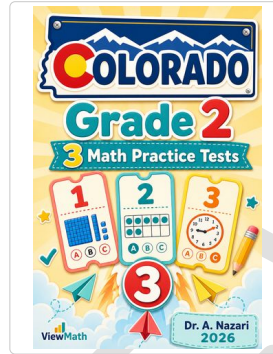 COLORADO
Grade 2
3 Math Practice Tests
1 2 3
A B C
A B C
A B C
3
ViewMath
Dr. A. Nazari
2026